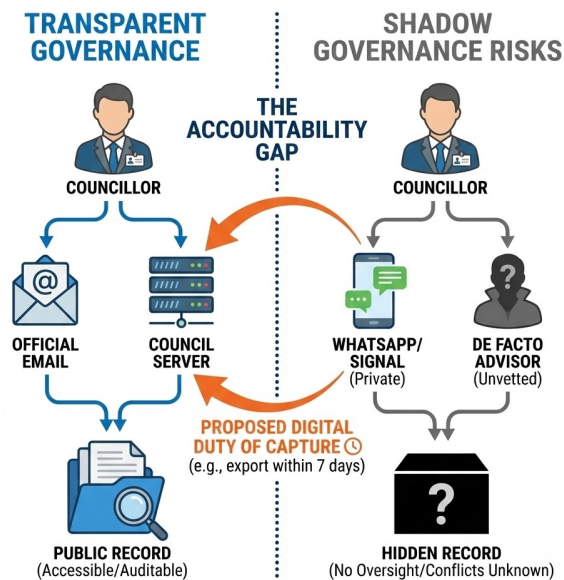 TRANSPARENT
GOVERNANCE
SHADOW
GOVERNANCE RISKS
THE
ACCOUNTABILITY
GAP
COUNCILLOR
COUNCILLOR
@
?
OFFICIAL
EMAIL
COUNCIL
SERVER
WHATSAPP/
SIGNAL
(Private)
DE FACTO
ADVISOR
(Unvetted)
PROPOSED DIGITAL
DUTY OF CAPTURE
(e.g., export within 7 days)
?
PUBLIC RECORD
(Accessible/Auditable)
HIDDEN RECORD
(No Oversight/Conflicts Unknown)